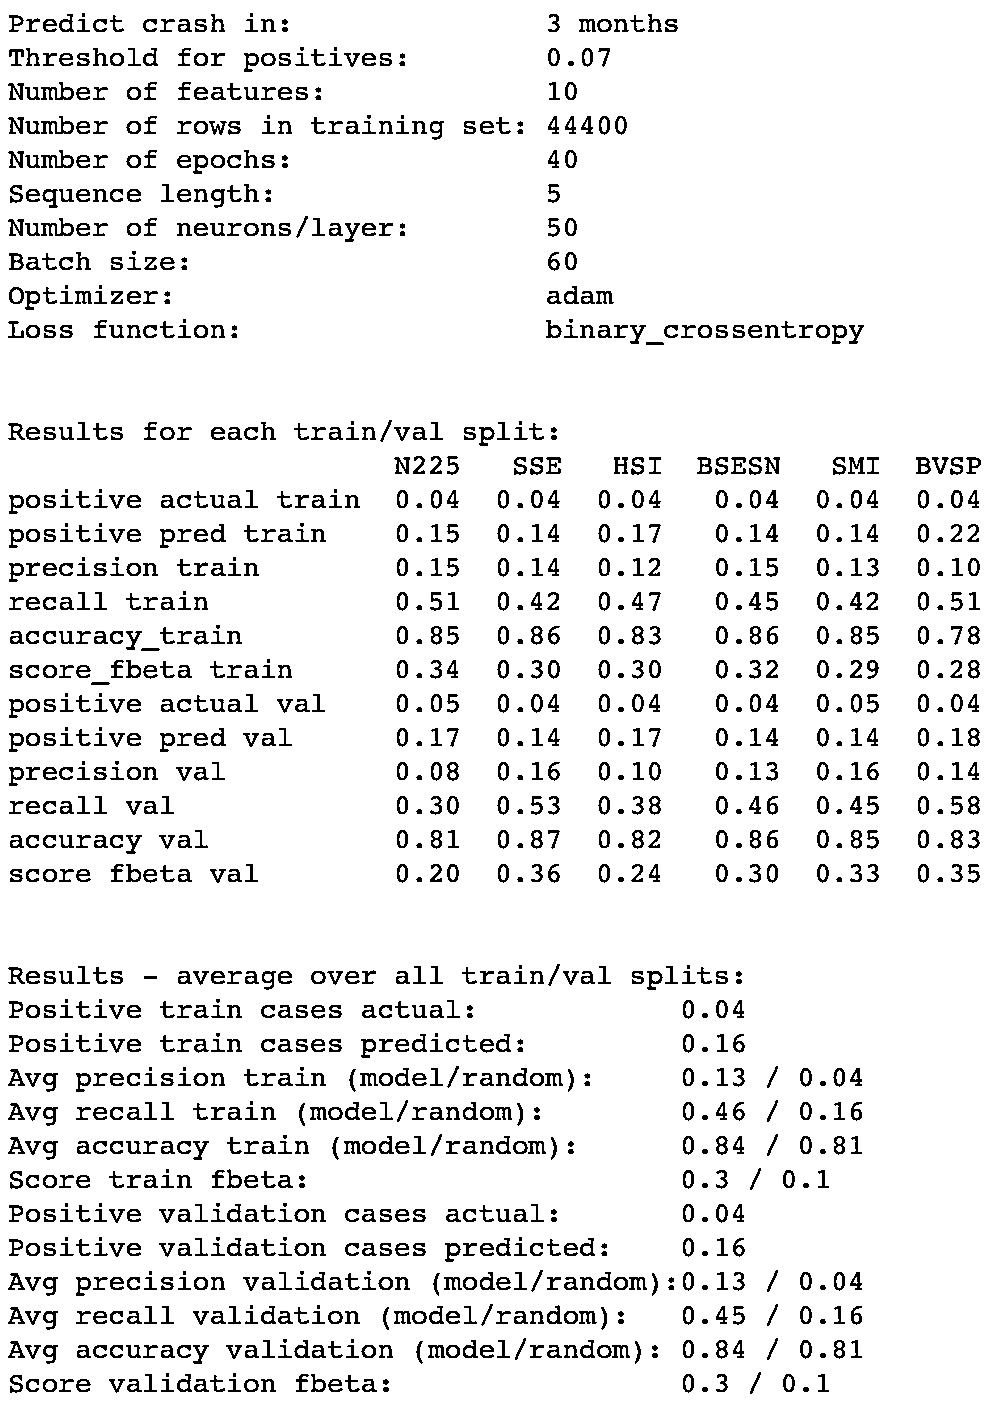 Predict crash in: 3 months
Threshold for positives: 0.07
Number of features: 10
Number of rows in training set: 44400
Number of epochs: 40
Sequence length: 5
Number of neurons/layer: 50
Batch size: 60
Optimizer: adam
Loss function: binary_crossentropy
Results for each train/val split:
N225 SSE HSI BSESN SMI BVSP
positive actual train 0.04 0.04 0.04 0.04 0.04 0.04
positive pred train 0.15 0.14 0.17 0.14 0.14 0.22
precision train 0.15 0.14 0.12 0.15 0.13 0.10
recall train 0.51 0.42 0.47 0.45 0.42 0.51
accuracy_train 0.85 0.86 0.83 0.86 0.85 0.78
score_fbeta train 0.34 0.30 0.30 0.32 0.29 0.28
positive actual val 0.05 0.04 0.04 0.04 0.05 0.04
positive pred val 0.17 0.14 0.17 0.14 0.14 0.18
precision val 0.08 0.16 0.10 0.13 0.16 0.14
recall val 0.30 0.53 0.38 0.46 0.45 0.58
accuracy val 0.81 0.87 0.82 0.86 0.85 0.83
score fbeta val 0.20 0.36 0.24 0.30 0.33 0.35
Results - average over all train/val splits:
Positive train cases actual: 0.04
Positive train cases predicted: 0.16
Avg precision train (model/random): 0.13 / 0.04
Avg recall train (model/random): 0.46 / 0.16
Avg accuracy train (model/random): 0.84 / 0.81
Score train fbeta: 0.3 / 0.1
Positive validation cases actual: 0.04
Positive validation cases predicted: 0.16
Avg precision validation (model/random):0.13 / 0.04
Avg recall validation (model/random): 0.45 / 0.16
Avg accuracy validation (model/random): 0.84 / 0.81
Score validation fbeta: 0.3 / 0.1